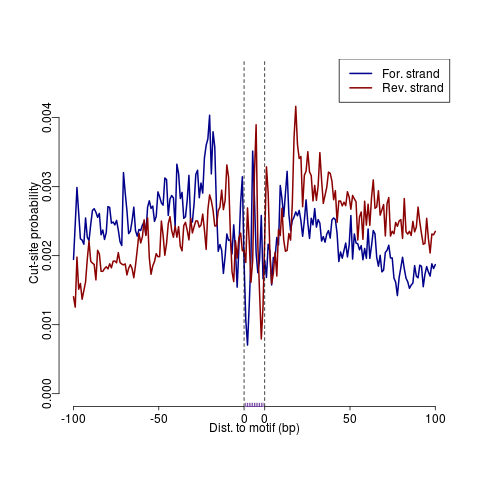 For. strand
Rev. strand
Cut-site probability
0.004
0.003
0.002
0.001
0.000
-100 -50 0 0 50 100
Dist. to motif (bp)